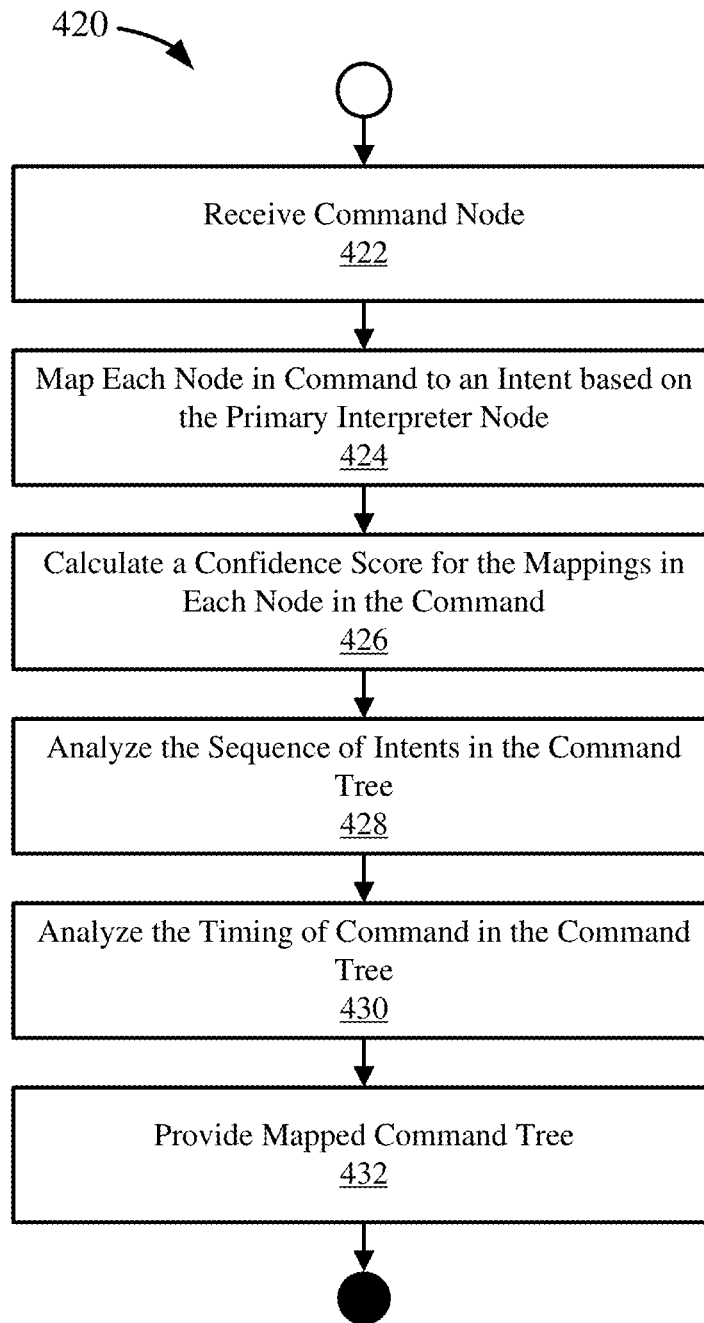 420
Receive Command Node
422
Map Each Node in Command to an Intent based on
the Primary Interpreter Node
424
Calculate a Confidence Score for the Mappings in
Each Node in the Command
426
Analyze the Sequence of Intents in the Command
Tree
428
Analyze the Timing of Command in the Command
Tree
430
Provide Mapped Command Tree
432